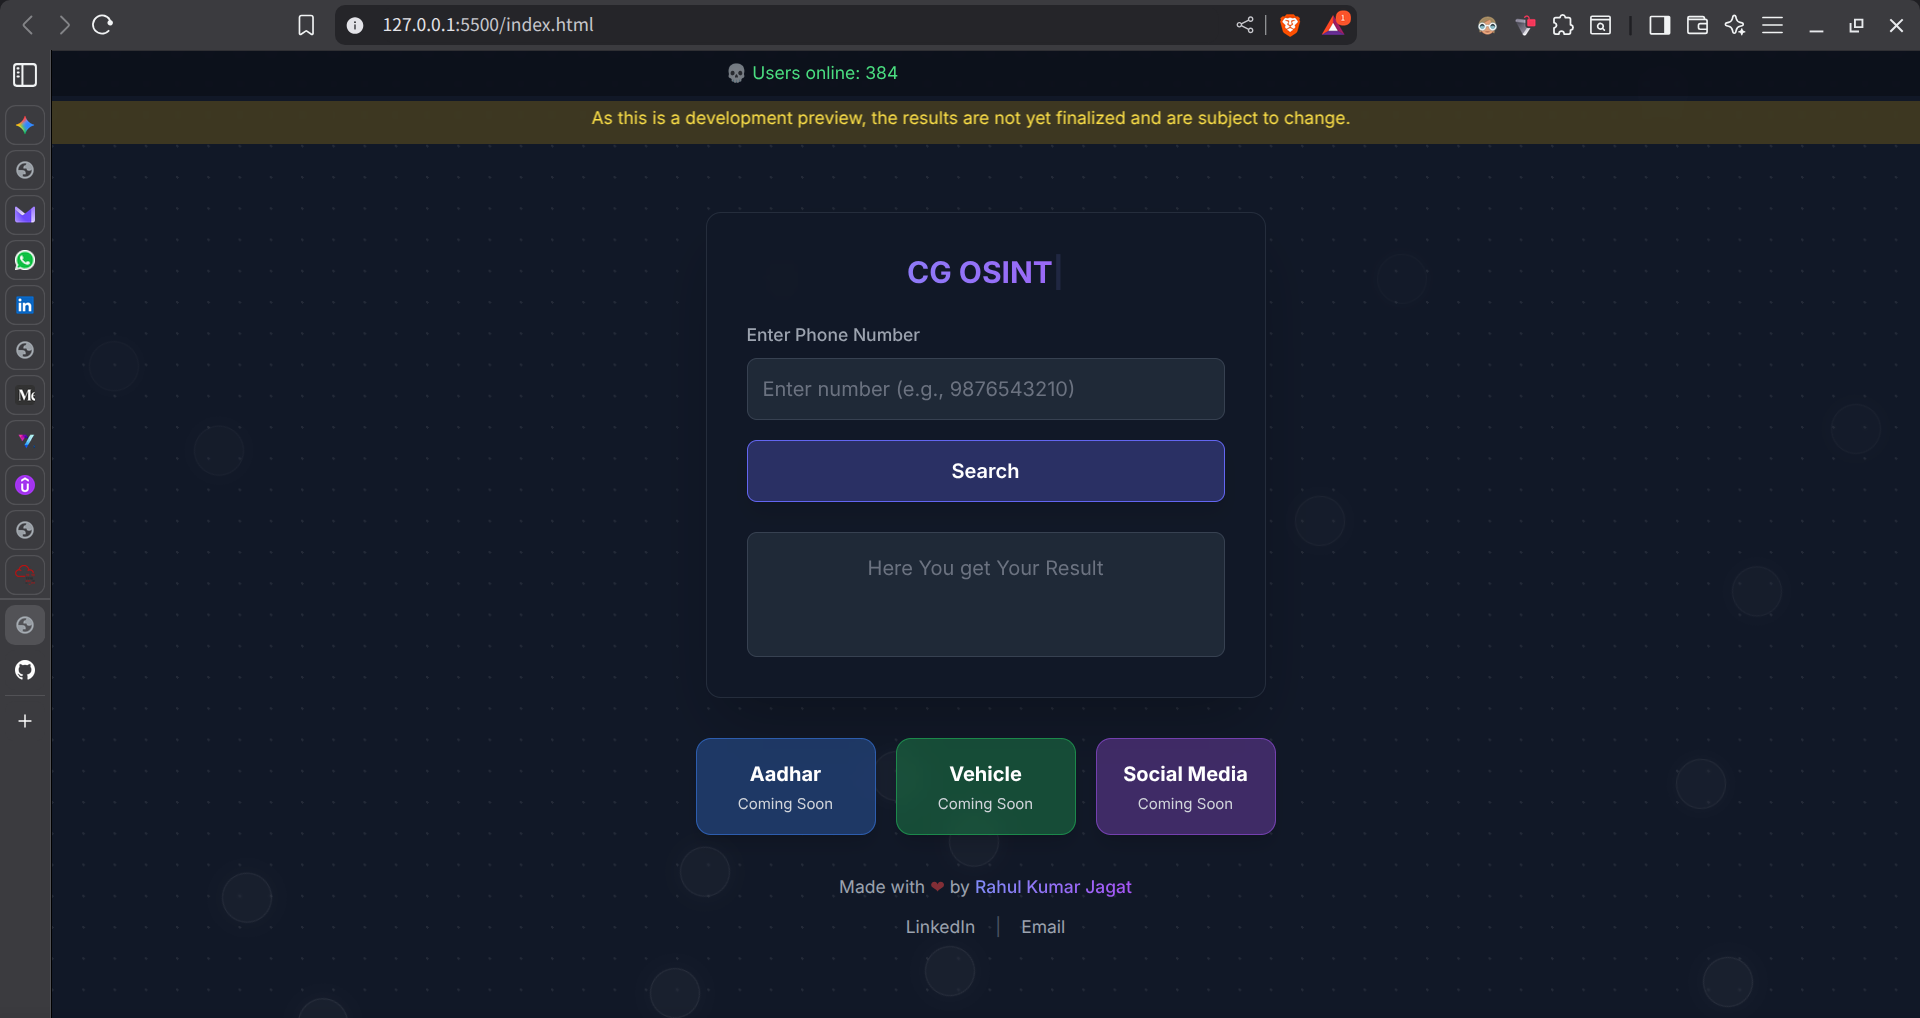 127.0.0.1:5500/index.html
1
Users online: 384
As this is a development preview, the results are not yet finalized and are subject to change.
CG OSINT
Enter Phone Number
Enter number (e.g., 9876543210)
Search
Here You get Your Result
Aadhar
Coming Soon
Vehicle
Coming Soon
Social Media
Coming Soon
Made with ❤ by Rahul Kumar Jagat
LinkedIn | Email
in